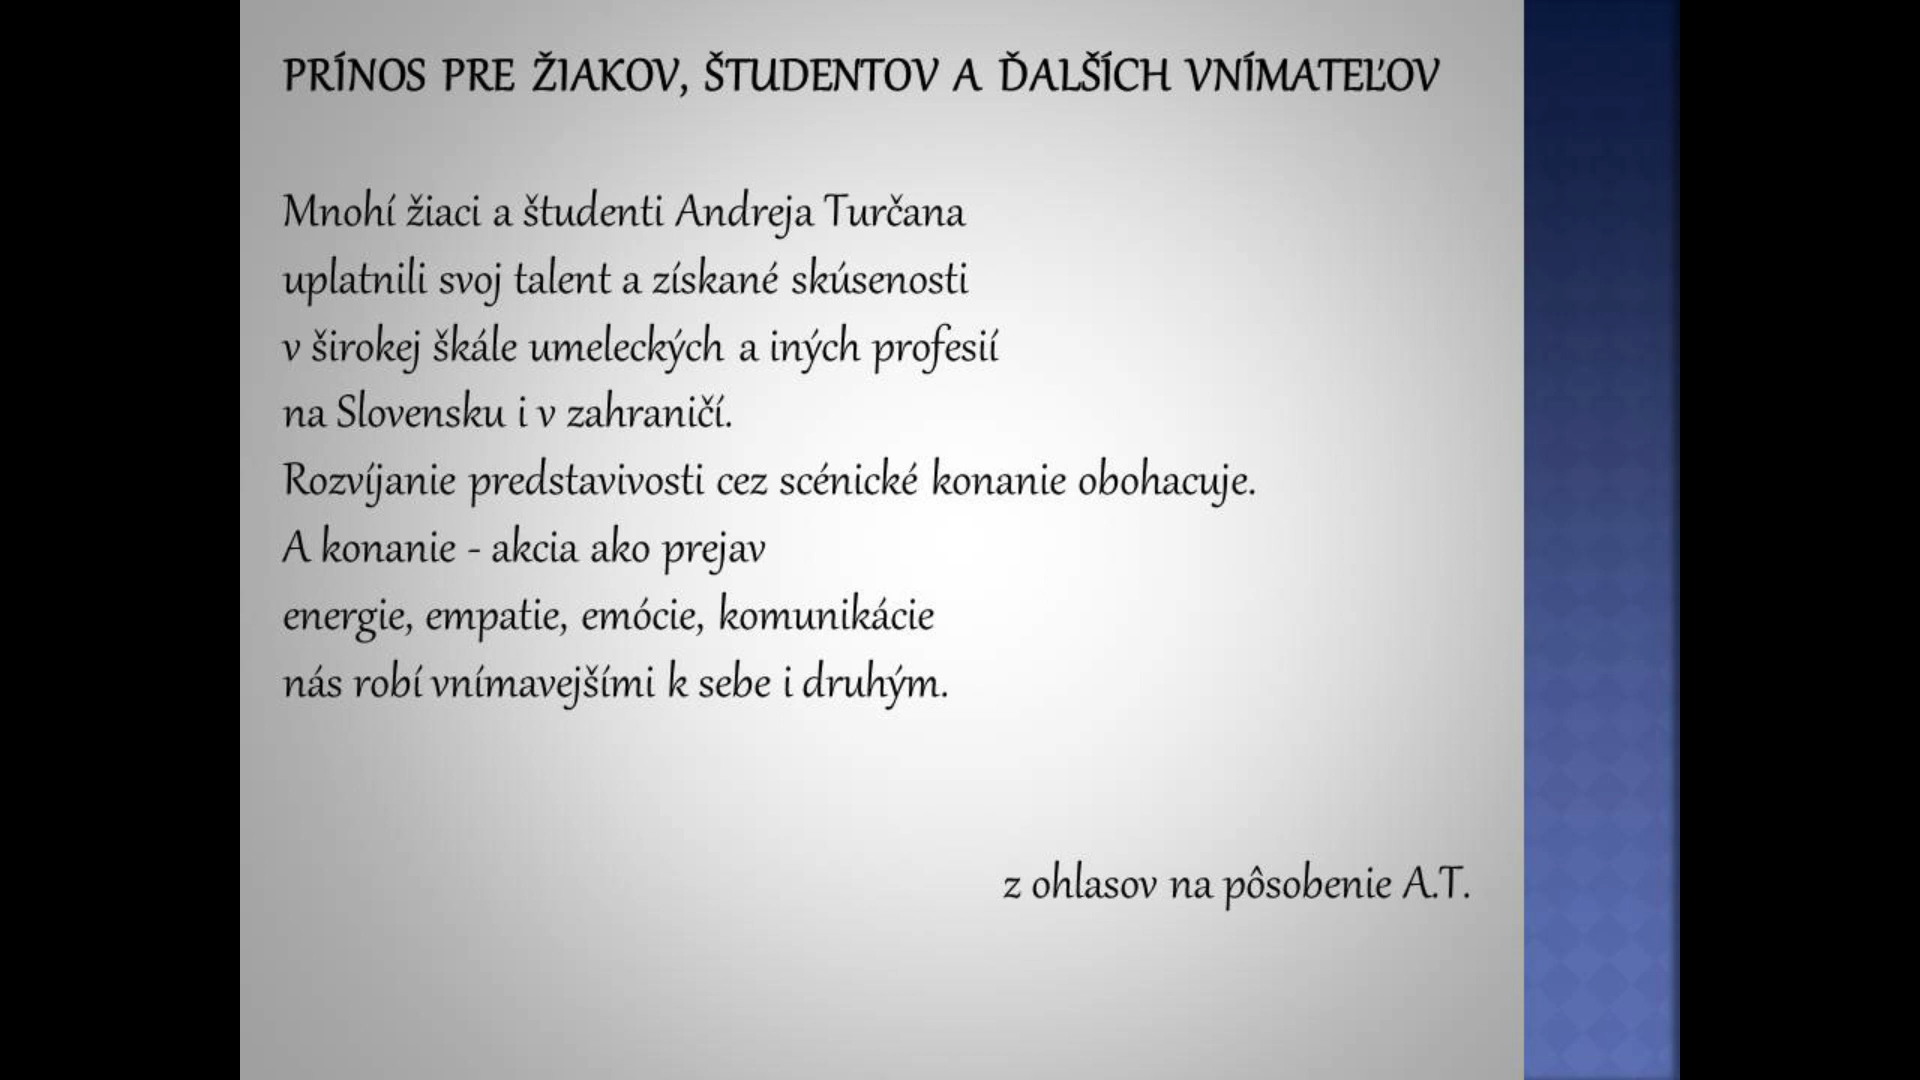 PRÍNOS PRE ŽIAKOV, ŠTUDENTOV A ĎALŠÍCH VNÍMATEĽOV
Mnohí žiaci a študenti Andreja Turčana
uplatnili svoj talent a získané skúsenosti
v širokej škále umeleckých a iných profesií
na Slovensku i v zahraničí.
Rozvíjanie predstavivosti cez scénické konanie obohacuje.
A konanie - akcia ako prejav
energie, empatie, emócie, komunikácie
nás robí vnímavejšími k sebe i druhým.
z ohlasov na pôsobenie A.T.